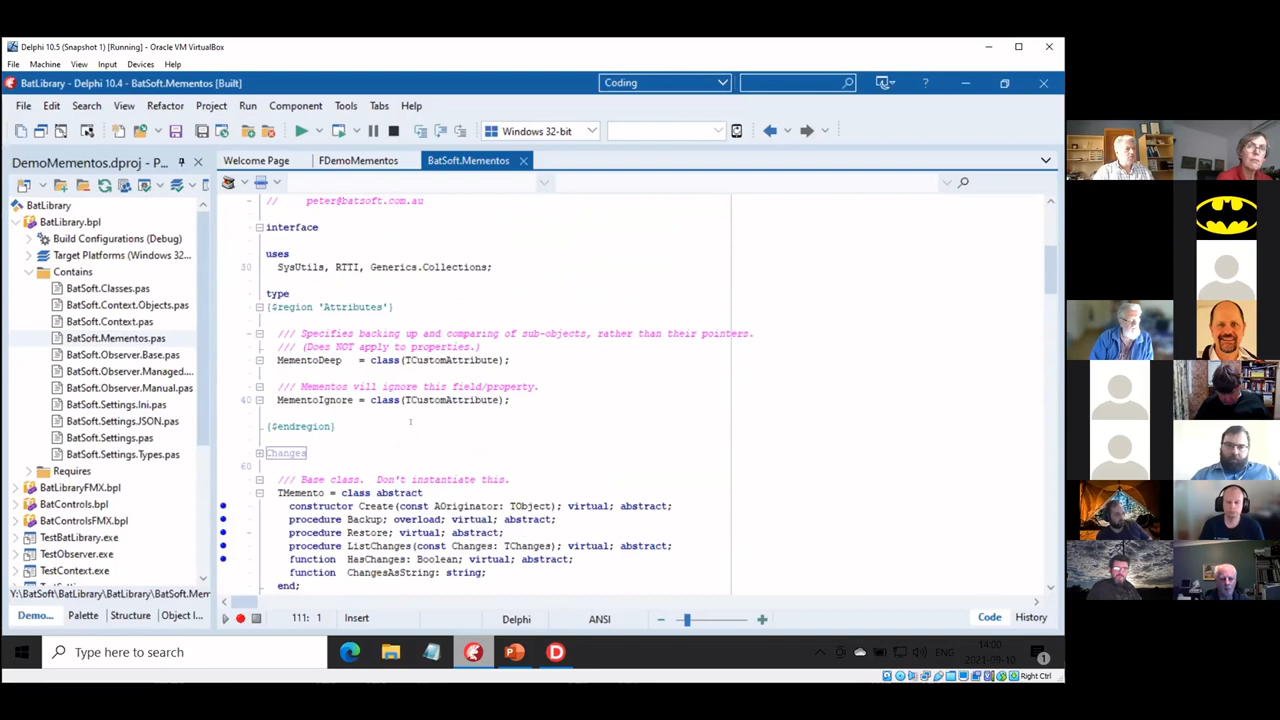 Delphi 10.5 (Snapshot 1) [Running] - Oracle VM VirtualBox
File Machine View Input Devices Help
BatLibrary - Delphi 10.4 - BatSoft.Mementos [Built]
Coding
?
File Edit Search View Refactor Project Run Component Tools Tabs Help
Windows 32-bit
DemoMementos.dproj - P...
Welcome Page FDemoMementos BatSoft.Mementos
BatLibrary
BatLibrary.bpl
Build Configurations (Debug)
Target Platforms (Windows 32...
Contains
BatSoft.Classes.pas
BatSoft.Context.Objects.pas
BatSoft.Context.pas
BatSoft.Mementos.pas
BatSoft.Observer.Base.pas
BatSoft.Observer.Managed....
BatSoft.Observer.Manual.pas
BatSoft.Settings.Ini.pas
BatSoft.Settings.JSON.pas
BatSoft.Settings.pas
BatSoft.Settings.Types.pas
Requires
BatLibraryFMX.bpl
BatControls.bpl
BatControlsFMX.bpl
TestBatLibrary.exe
TestObserver.exe
TestContext.exe
Y:\BatSoft\BatLibrary\BatLibrary\BatSoft.Mem
Demo... Palette Structure Object I...
// peter@batsoft.com.au
interface
uses
30 SysUtils, RTTI, Generics.Collections;
type
{$region 'Attributes'}
/// Specifies backing up and comparing of sub-objects, rather than their pointers.
/// (Does NOT apply to properties.)
MementoDeep = class(TCustomAttribute);
/// Mementos will ignore this field/property.
40 MementoIgnore = class(TCustomAttribute);
{$endregion}
Changes
60
/// Base class. Don't instantiate this.
TMemento = class abstract
constructor Create(const AOriginator: TObject); virtual; abstract;
procedure Backup; overload; virtual; abstract;
procedure Restore; virtual; abstract;
procedure ListChanges(const Changes: TChanges); virtual; abstract;
function HasChanges: Boolean; virtual; abstract;
function ChangesAsString: string;
end;
111: 1 Insert Delphi ANSI Code History
Type here to search
ENG
14:00
2021-09-10
1
Right Ctrl